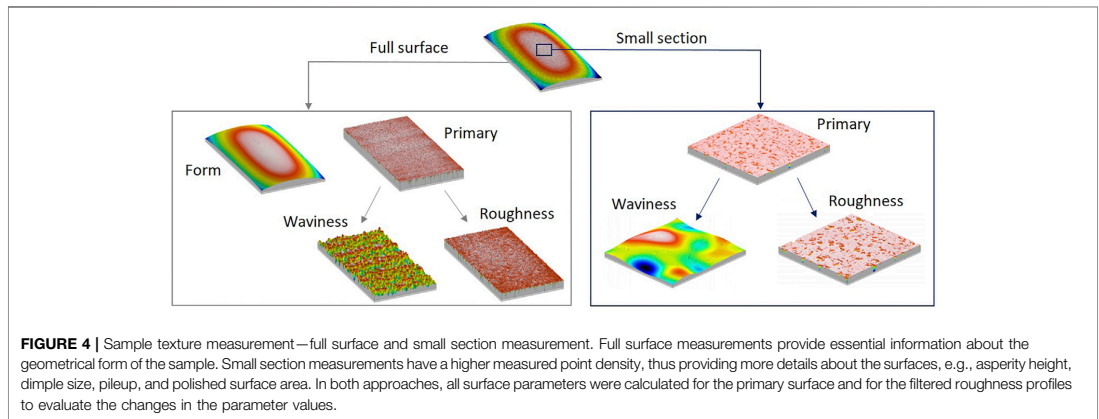 Full surface
Small section
Form
Primary
Waviness
Roughness
Primary
Waviness
Roughness
FIGURE 4 | Sample texture measurement—full surface and small section measurement. Full surface measurements provide essential information about the
geometrical form of the sample. Small section measurements have a higher measured point density, thus providing more details about the surfaces, e.g., asperity height,
dimple size, pileup, and polished surface area. In both approaches, all surface parameters were calculated for the primary surface and for the filtered roughness profiles
to evaluate the changes in the parameter values.